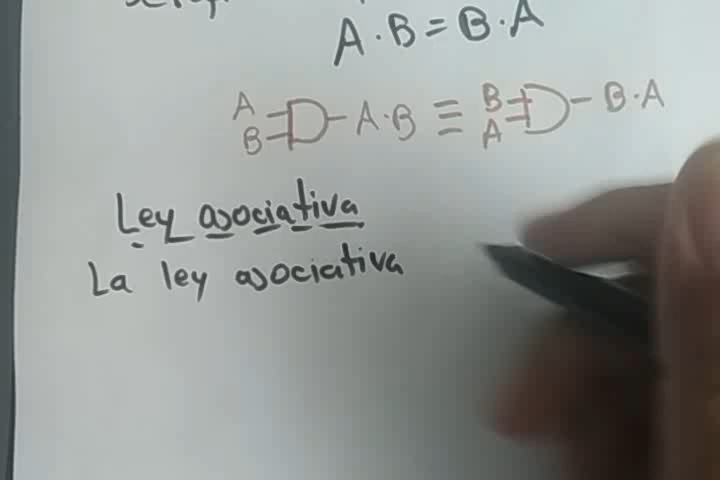 A·B=B·A
A
B
A·B ≡
B
A
B·A
Ley asociativa
La ley asociativa